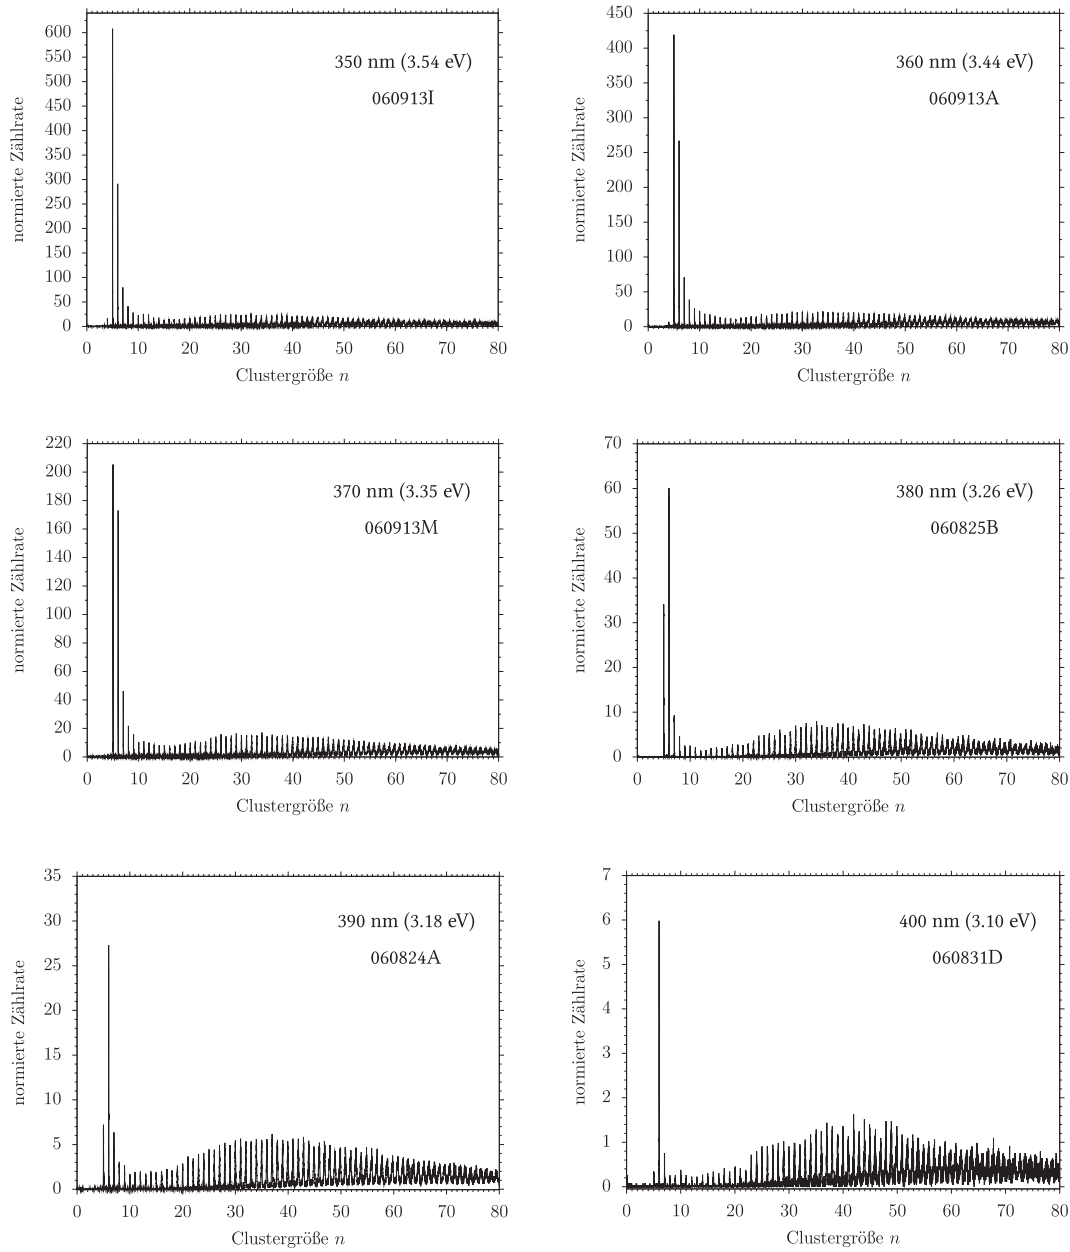 600
550
500
450
400
350
300
250
200
150
100
50
0
0 10 20 30 40 50 60 70 80
normierte Zählrate
Clustergröße n
350 nm (3.54 eV)
060913I
450
400
350
300
250
200
150
100
50
0
0 10 20 30 40 50 60 70 80
normierte Zählrate
Clustergröße n
360 nm (3.44 eV)
060913A
220
200
180
160
140
120
100
80
60
40
20
0
0 10 20 30 40 50 60 70 80
normierte Zählrate
Clustergröße n
370 nm (3.35 eV)
060913M
70
60
50
40
30
20
10
0
0 10 20 30 40 50 60 70 80
normierte Zählrate
Clustergröße n
380 nm (3.26 eV)
060825B
35
30
25
20
15
10
5
0
0 10 20 30 40 50 60 70 80
normierte Zählrate
Clustergröße n
390 nm (3.18 eV)
060824A
7
6
5
4
3
2
1
0
0 10 20 30 40 50 60 70 80
normierte Zählrate
Clustergröße n
400 nm (3.10 eV)
060831D